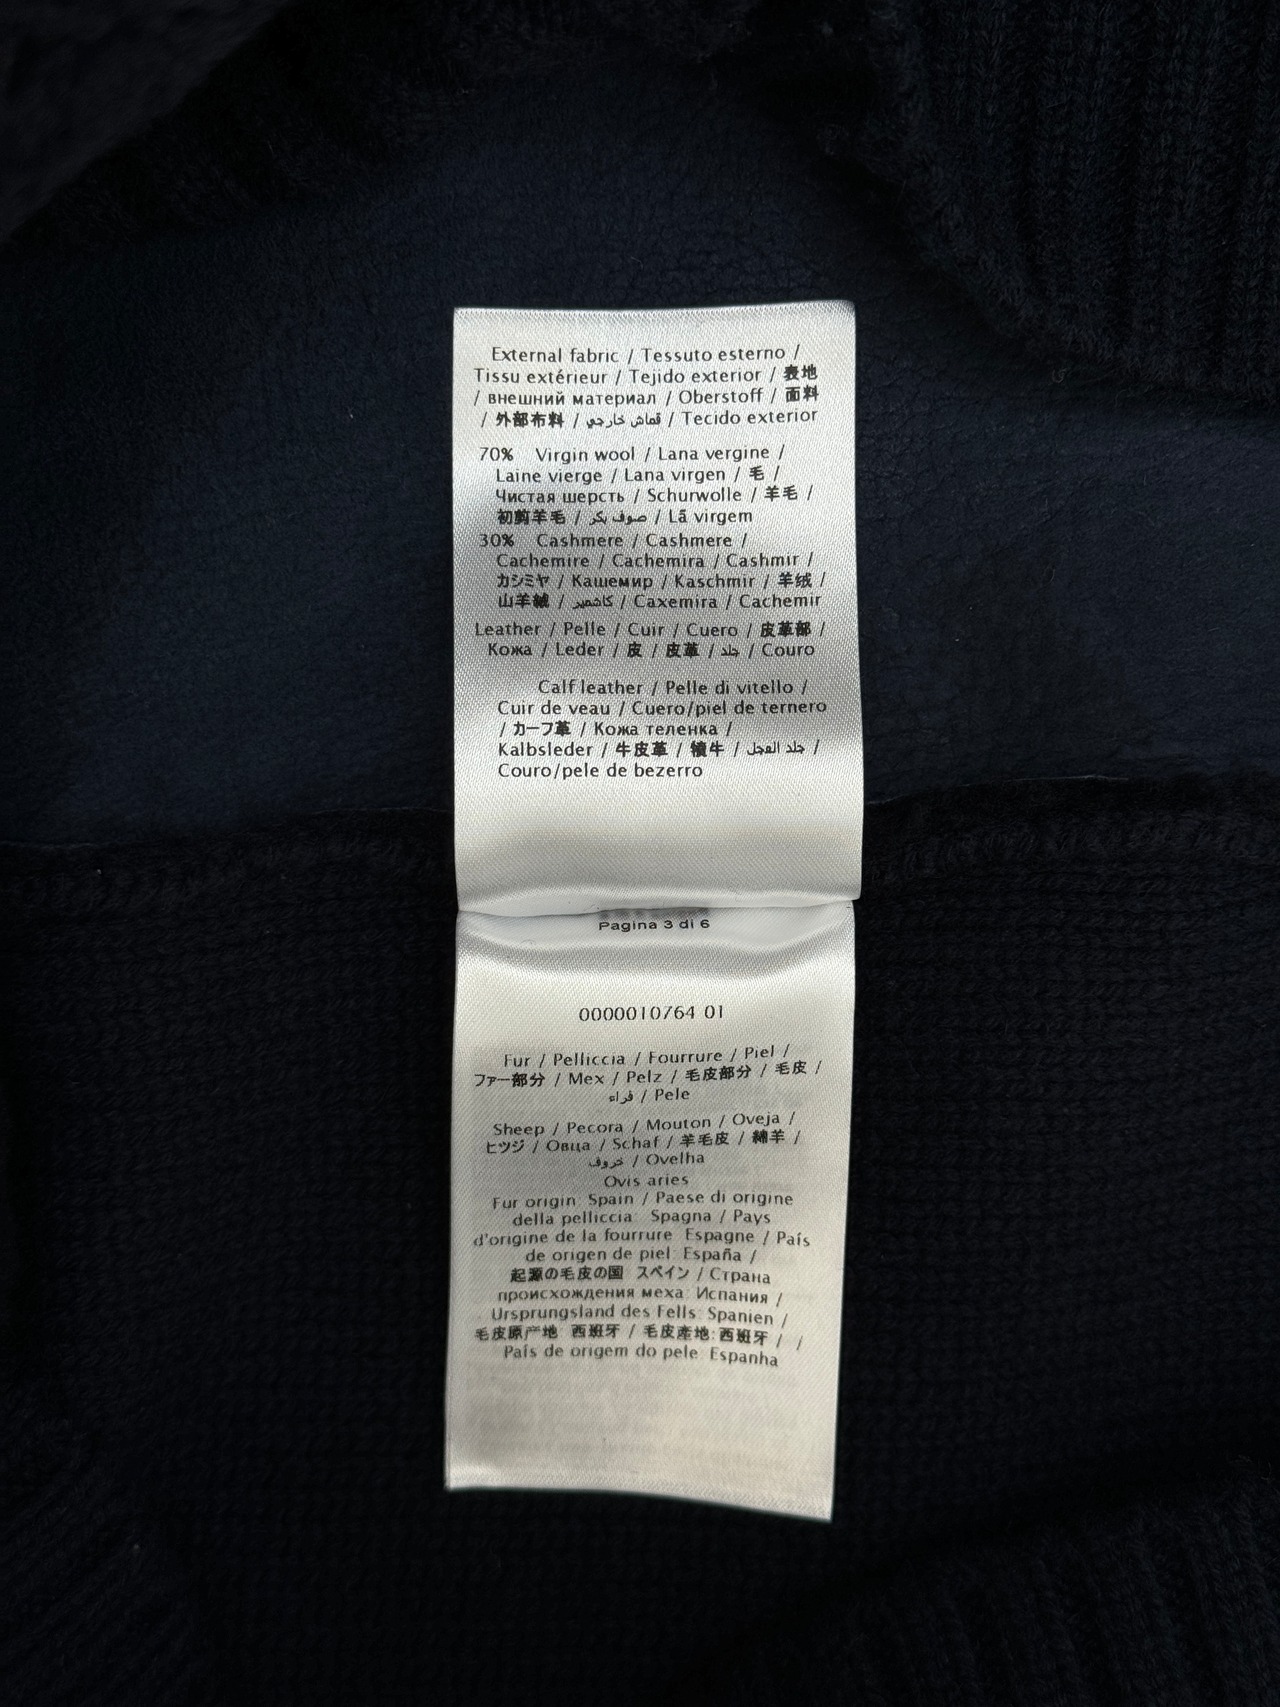 External fabric / Tessuto esterno /
Tissu extérieur / Tejido exterior / 表地
/ внешний материал / Oberstoff / 面料
/ 外部布料 / قماش خارجي / Tecido exterior
70% Virgin wool / Lana vergine /
Laine vierge / Lana virgen / 毛 /
Чистая шерсть / Schurwolle / 羊毛 /
初剪羊毛 / صوف بكر / Lã virgem
30% Cashmere / Cashmere /
Cachemire / Cachemira / Cashmir /
カシミヤ / Кашемир / Kaschmir / 羊绒 /
山羊絨 / كاشمير / Caxemira / Cachemir
Leather / Pelle / Cuir / Cuero / 皮革部 /
Кожа / Leder / 皮 / 皮革 / جلد / Couro
Calf leather / Pelle di vitello /
Cuir de veau / Cuero/piel de ternero
/ カーフ革 / Кожа теленка /
Kalbsleder / 牛皮革 / 犢牛 / جلد العجل /
Couro/pele de bezerro
Pagina 3 di 6
0000010764 01
Fur / Pelliccia / Fourrure / Piel /
ファー部分 / Мех / Pelz / 毛皮部分 / 毛皮 /
فراء / Pele
Sheep / Pecora / Mouton / Oveja /
ヒツジ / Овца / Schaf / 羊毛皮 / 綿羊 /
خروف / Ovelha
Ovis aries
Fur origin: Spain / Paese di origine
della pelliccia: Spagna / Pays
d'origine de la fourrure: Espagne / País
de origen de piel: España /
起源の毛皮の国: スペイン / Страна
происхождения меха: Испания /
Ursprungsland des Fells: Spanien /
毛皮原产地: 西班牙 / 毛皮產地: 西班牙 / /
País de origem do pele: Espanha